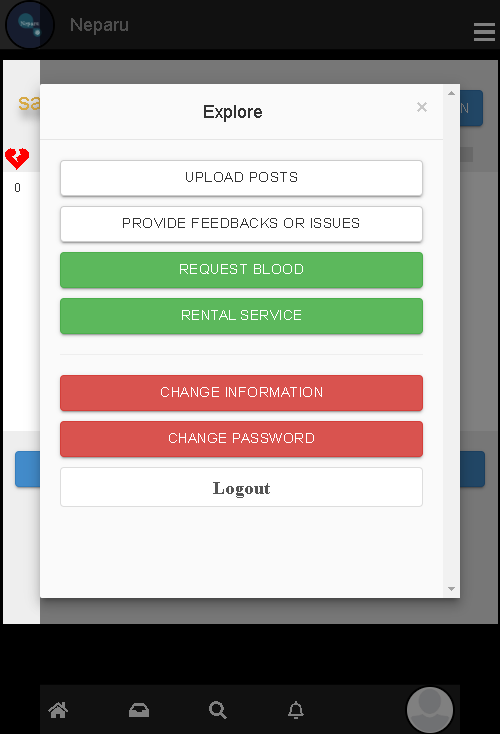 Neparu
Explore
×
UPLOAD POSTS
PROVIDE FEEDBACKS OR ISSUES
0
REQUEST BLOOD
RENTAL SERVICE
CHANGE INFORMATION
CHANGE PASSWORD
Logout